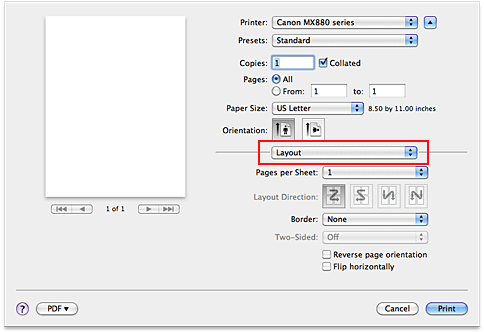 Printer: Canon MX880 series
Presets: Standard
Copies: 1 Collated
Pages: All
From: 1 to: 1
Paper Size: US Letter 8.50 by 11.00 inches
Orientation:
Layout
Pages per Sheet: 1
Layout Direction:
Border: None
Two-Sided: Off
Reverse page orientation
Flip horizontally
1 of 1
? PDF ▾ Cancel Print